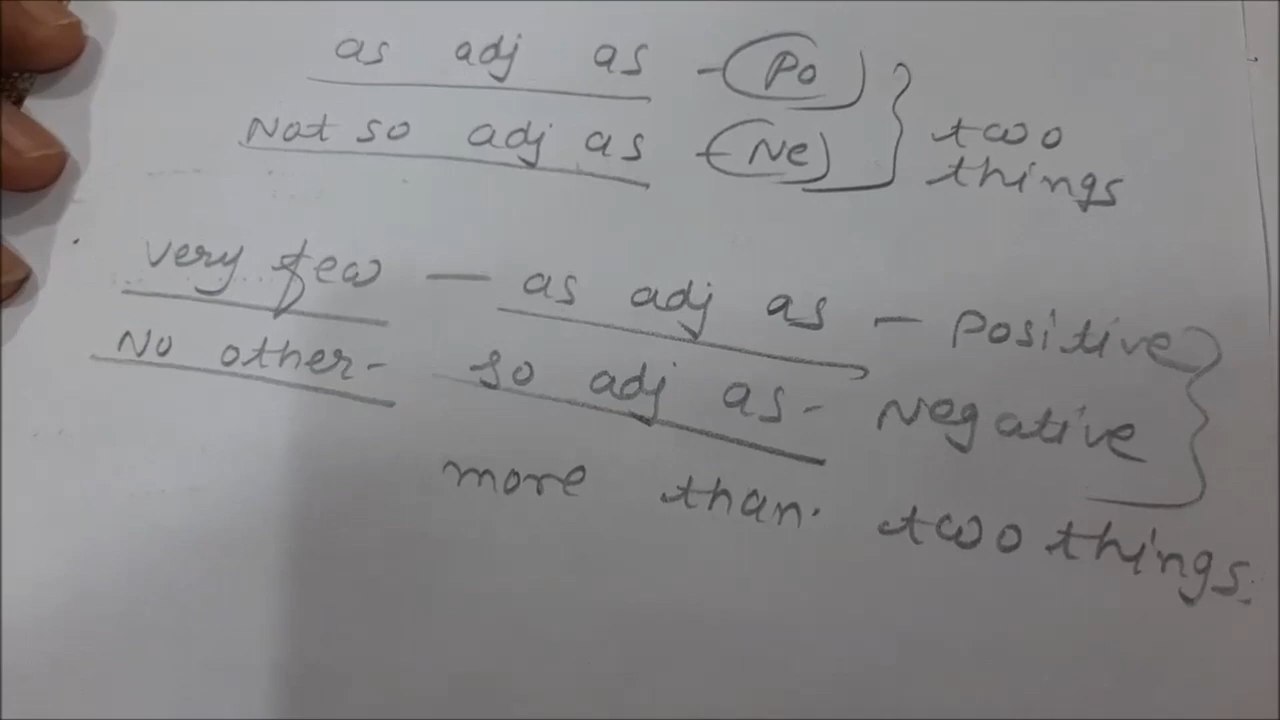 as adj as - Po
Not so adj as - Ne
two
things
very few — as adj as — Positive
No other- so adj as- Negative
more than two things.